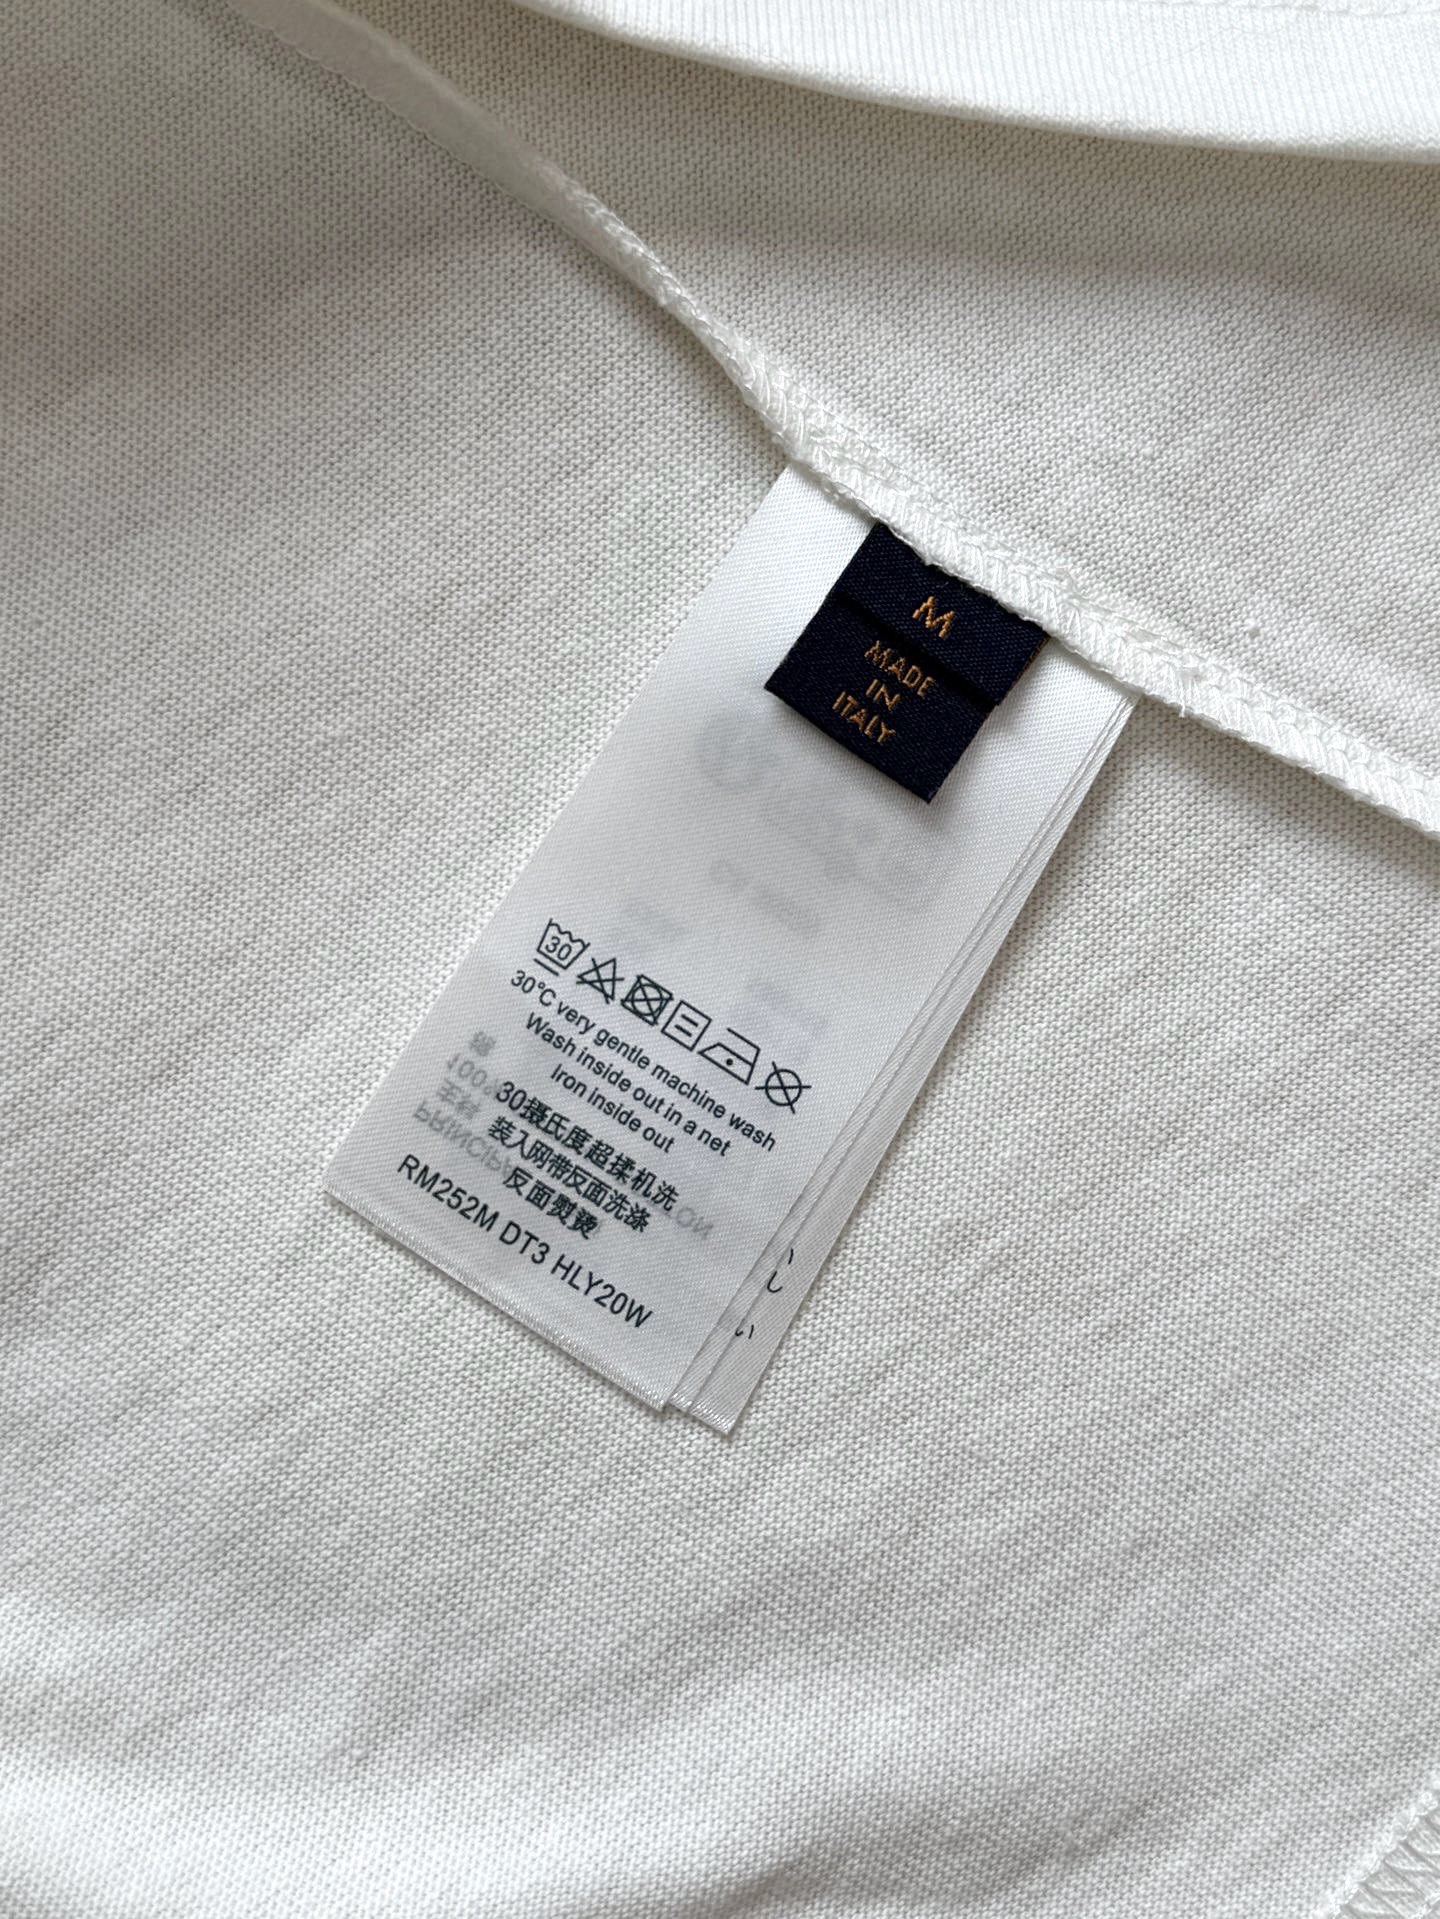 M
MADE
IN
ITALY
30
30°C very gentle machine wash
Wash inside out in a net
Iron inside out
30摄氏度超揉机洗
装入网带反面洗涤
反面熨烫
RM252M DT3 HLY20W
い